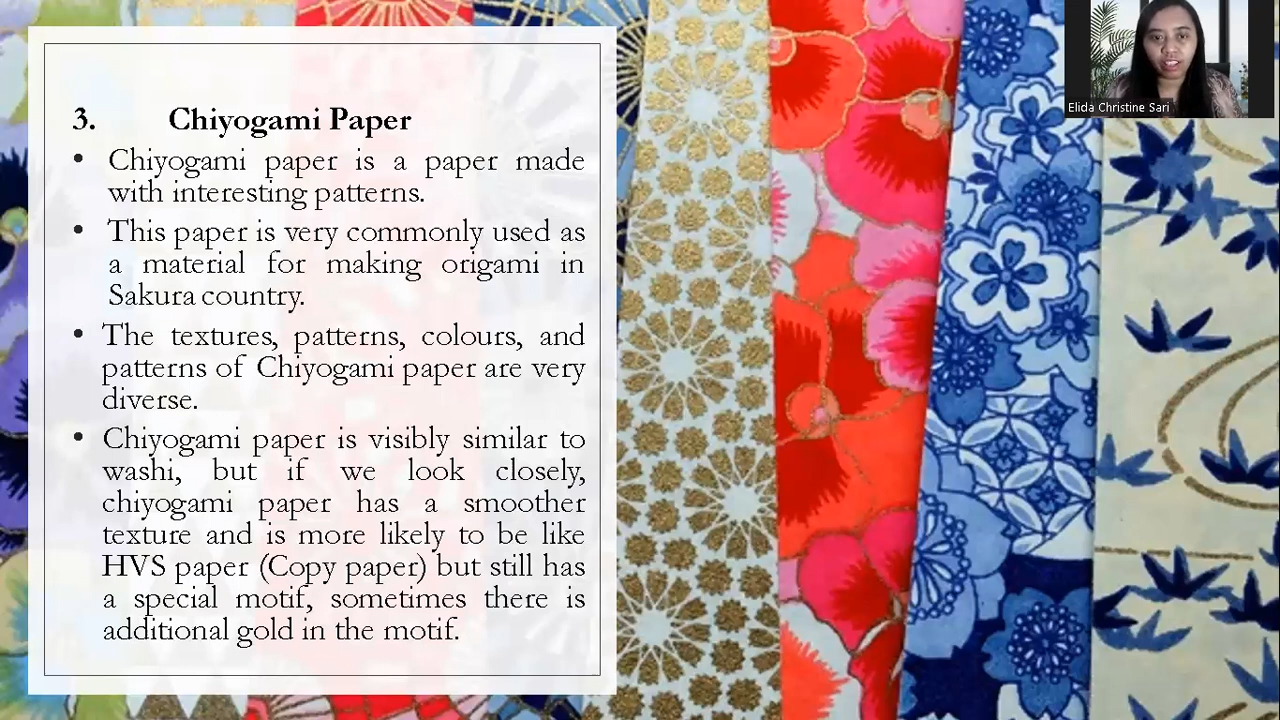 3. Chiyogami Paper
• Chiyogami paper is a paper made
with interesting patterns.
• This paper is very commonly used as
a material for making origami in
Sakura country.
• The textures, patterns, colours, and
patterns of Chiyogami paper are very
diverse.
• Chiyogami paper is visibly similar to
washi, but if we look closely,
chiyogami paper has a smoother
texture and is more likely to be like
HVS paper (Copy paper) but still has
a special motif, sometimes there is
additional gold in the motif.
Elida Christine Sari